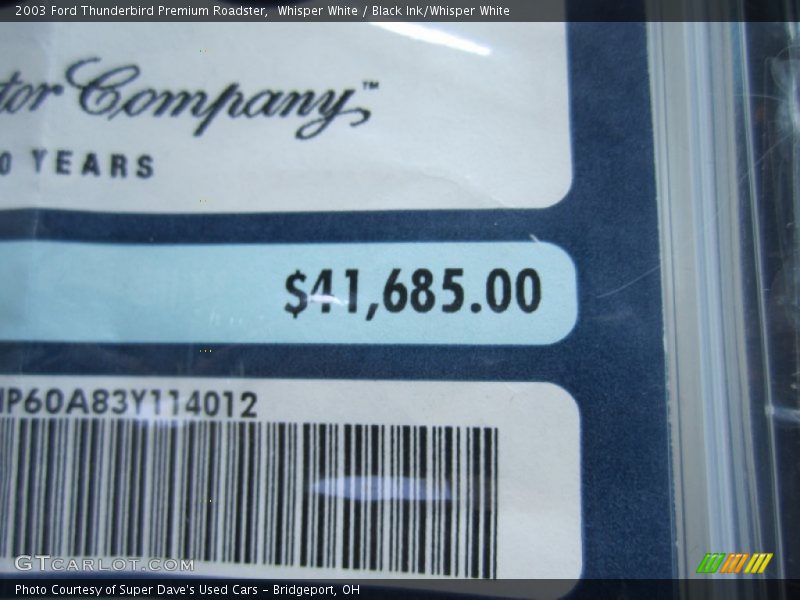 2003 Ford Thunderbird Premium Roadster,  Whisper White / Black Ink/Whisper White
tor Company™
0 YEARS
$41,685.00
HP60A83Y114012
GTCARLOT.COM
Photo Courtesy of Super Dave's Used Cars - Bridgeport, OH